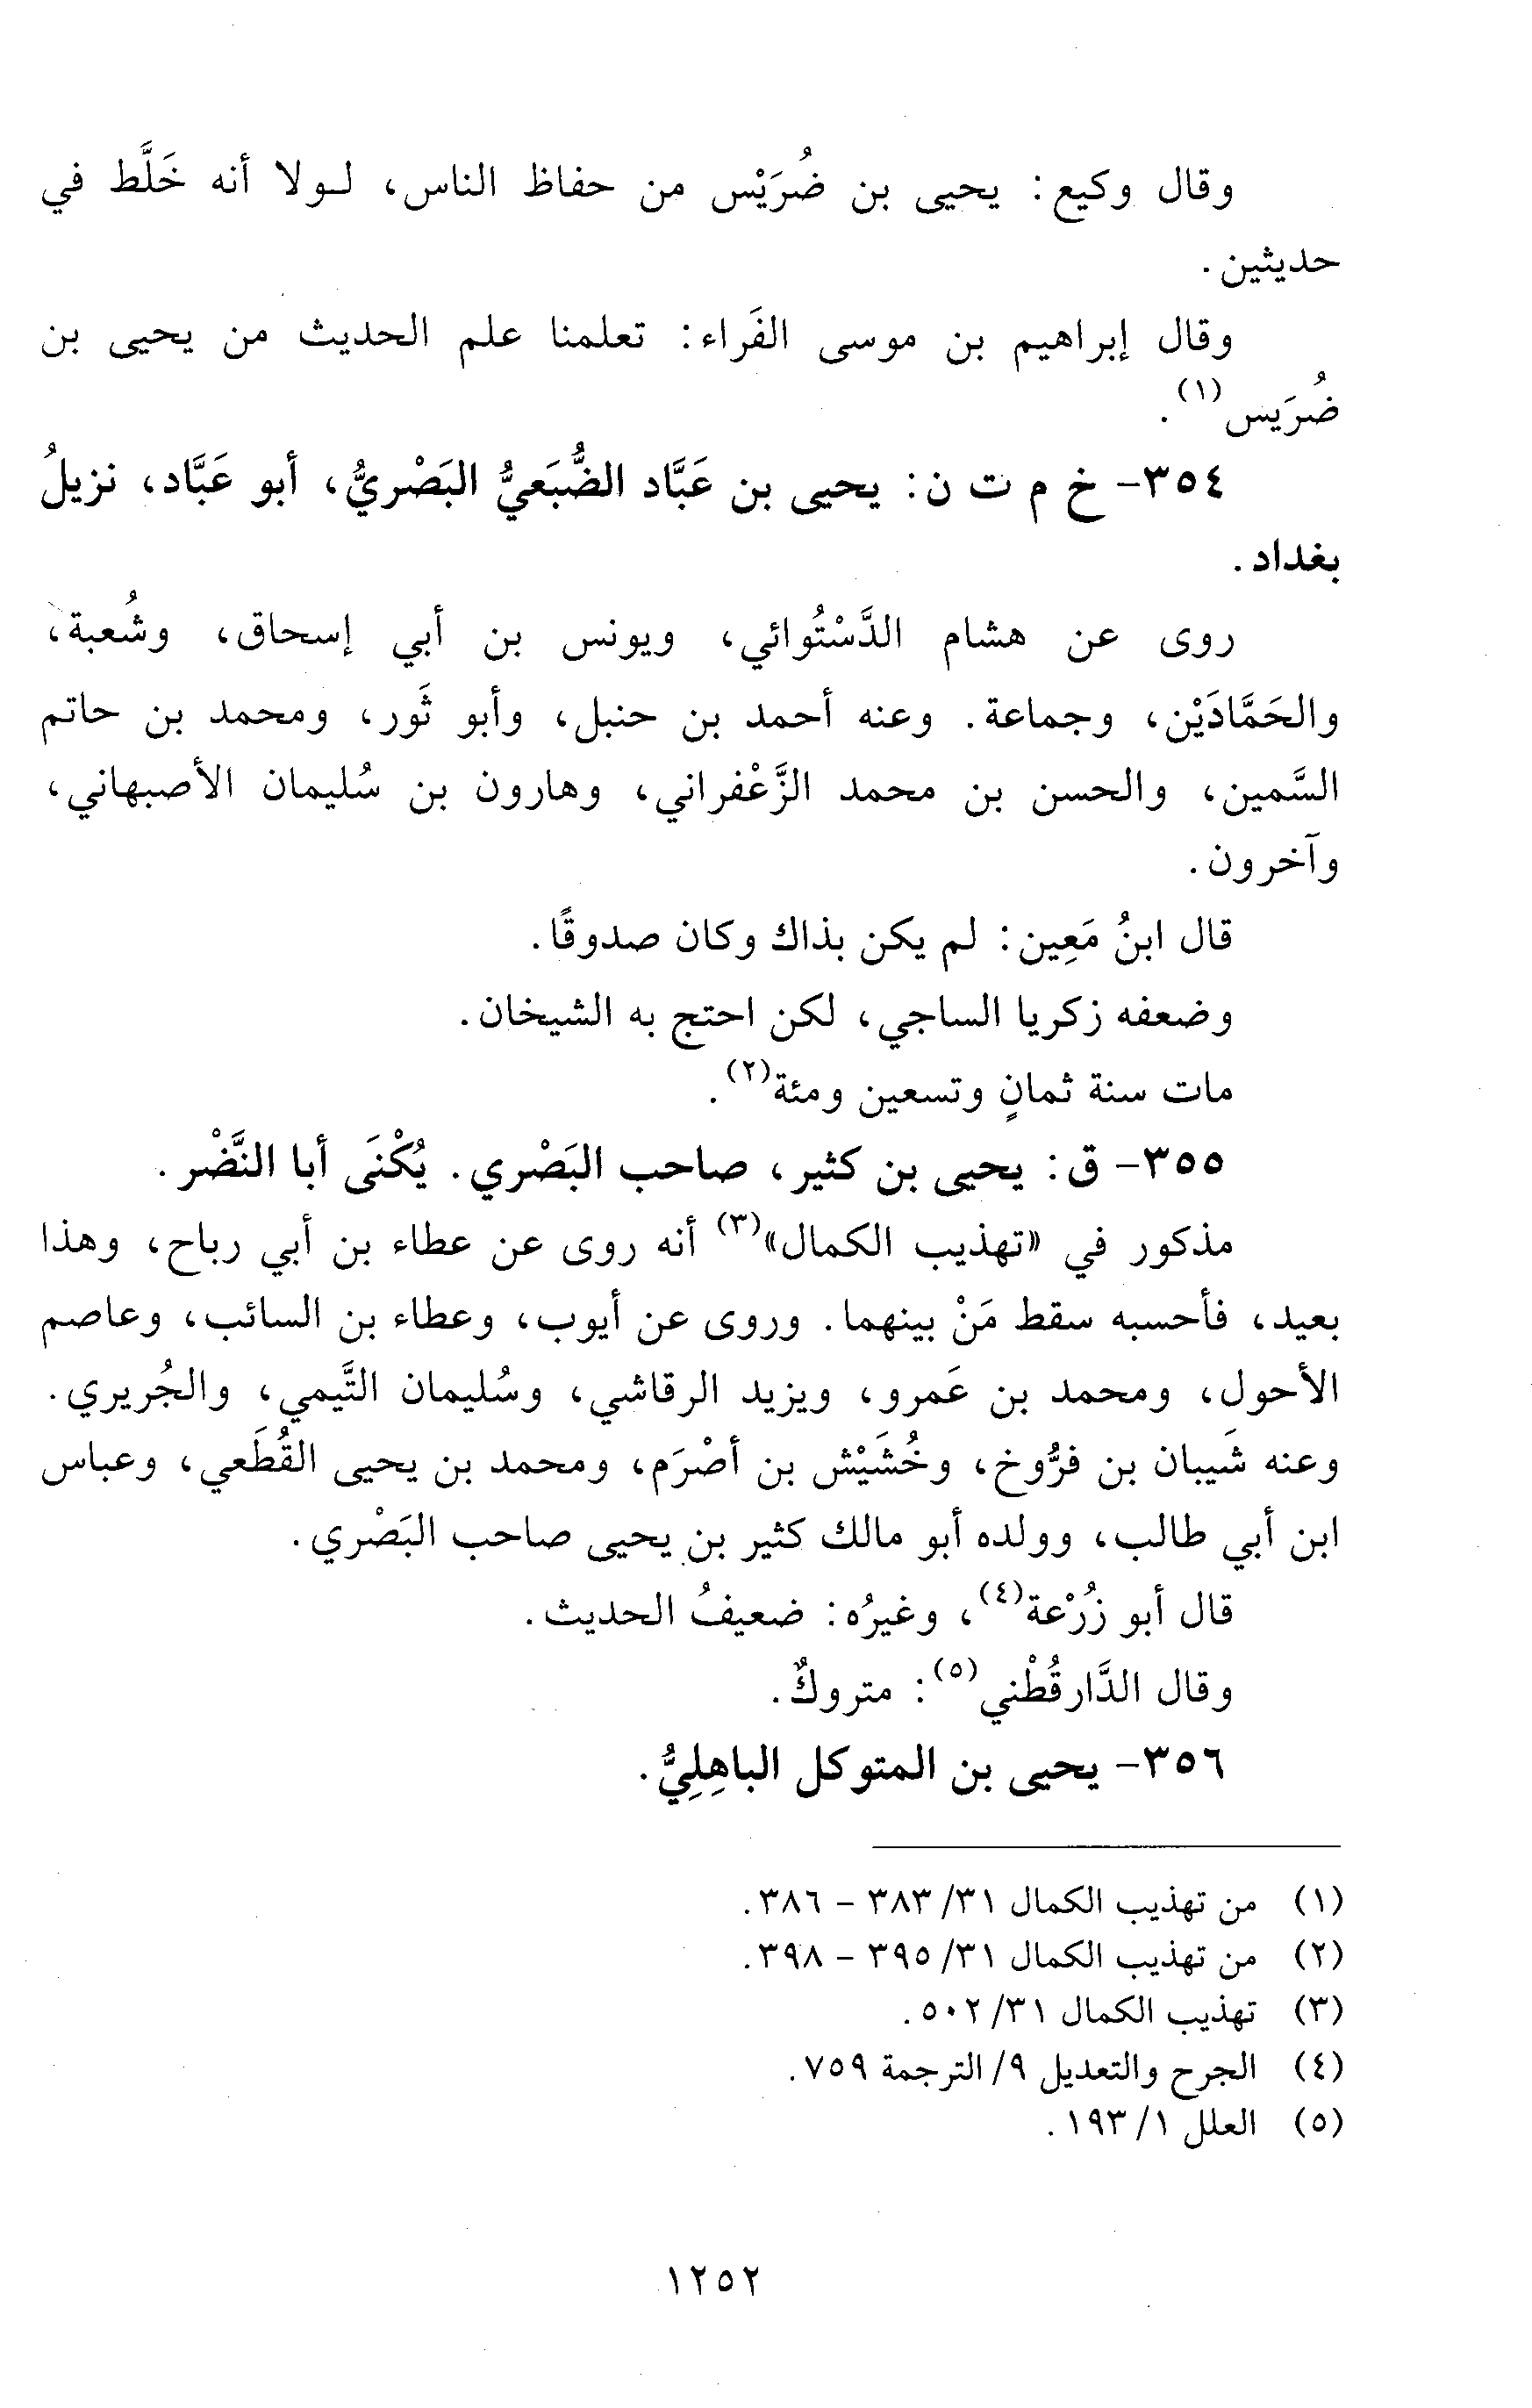 وقال وكيع: يحيى بن ضُرَيْس من حفاظ الناس، لـولا أنه خَلَّط في
حديثين.
وقال إبراهيم بن موسى الفَراء: تعلمنا علم الحديث من يحيى بن
ضُرَيس(١).
٣٥٤- خ م ت ن: يحيى بن عَبَّاد الضُّبَعيُّ البَصْريُّ، أبو عَبَّاد، نزيلُ
بغداد.
روى عن هشام الدَّسْتُوائي، ويونس بن أبي إسحاق، وشُعبة،
والحَمَّادَيْن، وجماعة. وعنه أحمد بن حنبل، وأبو ثَور، ومحمد بن حاتم
السَّمين، والحسن بن محمد الزَّعْفراني، وهارون بن سُليمان الأصبهاني،
وآخرون.
قال ابنُ مَعِين: لم يكن بذاك وكان صدوقًا.
وضعفه زكريا الساجي، لكن احتج به الشيخان.
مات سنة ثمانٍ وتسعين ومئة(٢).
٣٥٥- ق: يحيى بن كثير، صاحب البَصْري. يُكْنَى أبا النَّضْر.
مذكور في «تهذيب الكمال»(٣) أنه روى عن عطاء بن أبي رباح، وهذا
بعيد، فأحسبه سقط مَنْ بينهما. وروى عن أيوب، وعطاء بن السائب، وعاصم
الأحول، ومحمد بن عَمرو، ويزيد الرقاشي، وسُليمان التَّيمي، والجُريري.
وعنه شَيبان بن فرُّوخ، وخُشَيْش بن أصْرَم، ومحمد بن يحيى القُطَعي، وعباس
ابن أبي طالب، وولده أبو مالك كثير بن يحيى صاحب البَصْري.
قال أبو زُرْعة(٤)، وغيرُه: ضعيفُ الحديث.
وقال الدَّارقُطْني(٥): متروكٌ.
٣٥٦- يحيى بن المتوكل الباهِلِيُّ.
(١) من تهذيب الكمال ٣١/ ٣٨٣ - ٣٨٦.
(٢) من تهذيب الكمال ٣١/ ٣٩٥ - ٣٩٨.
(٣) تهذيب الكمال ٣١/ ٥٠٢.
(٤) الجرح والتعديل ٩/ الترجمة ٧٥٩.
(٥) العلل ١/ ١٩٣.
١٢٥٢